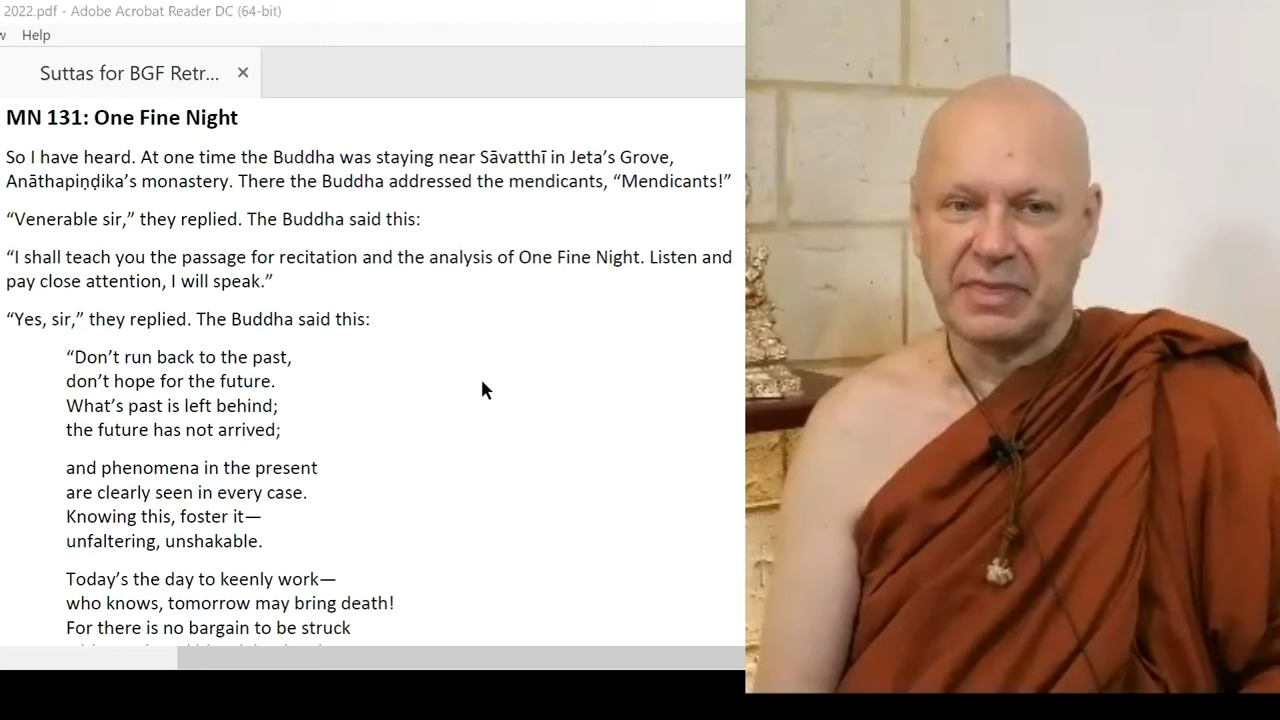 2022.pdf - Adobe Acrobat Reader DC (64-bit)
Help
Suttas for BGF Retr...
MN 131: One Fine Night
So I have heard. At one time the Buddha was staying near Sāvatthī in Jeta’s Grove,
Anāthapiṇḍika’s monastery. There the Buddha addressed the mendicants, “Mendicants!”
“Venerable sir,” they replied. The Buddha said this:
“I shall teach you the passage for recitation and the analysis of One Fine Night. Listen and
pay close attention, I will speak.”
“Yes, sir,” they replied. The Buddha said this:
“Don’t run back to the past,
don’t hope for the future.
What’s past is left behind;
the future has not arrived;
and phenomena in the present
are clearly seen in every case.
Knowing this, foster it—
unfaltering, unshakable.
Today’s the day to keenly work—
who knows, tomorrow may bring death!
For there is no bargain to be struck